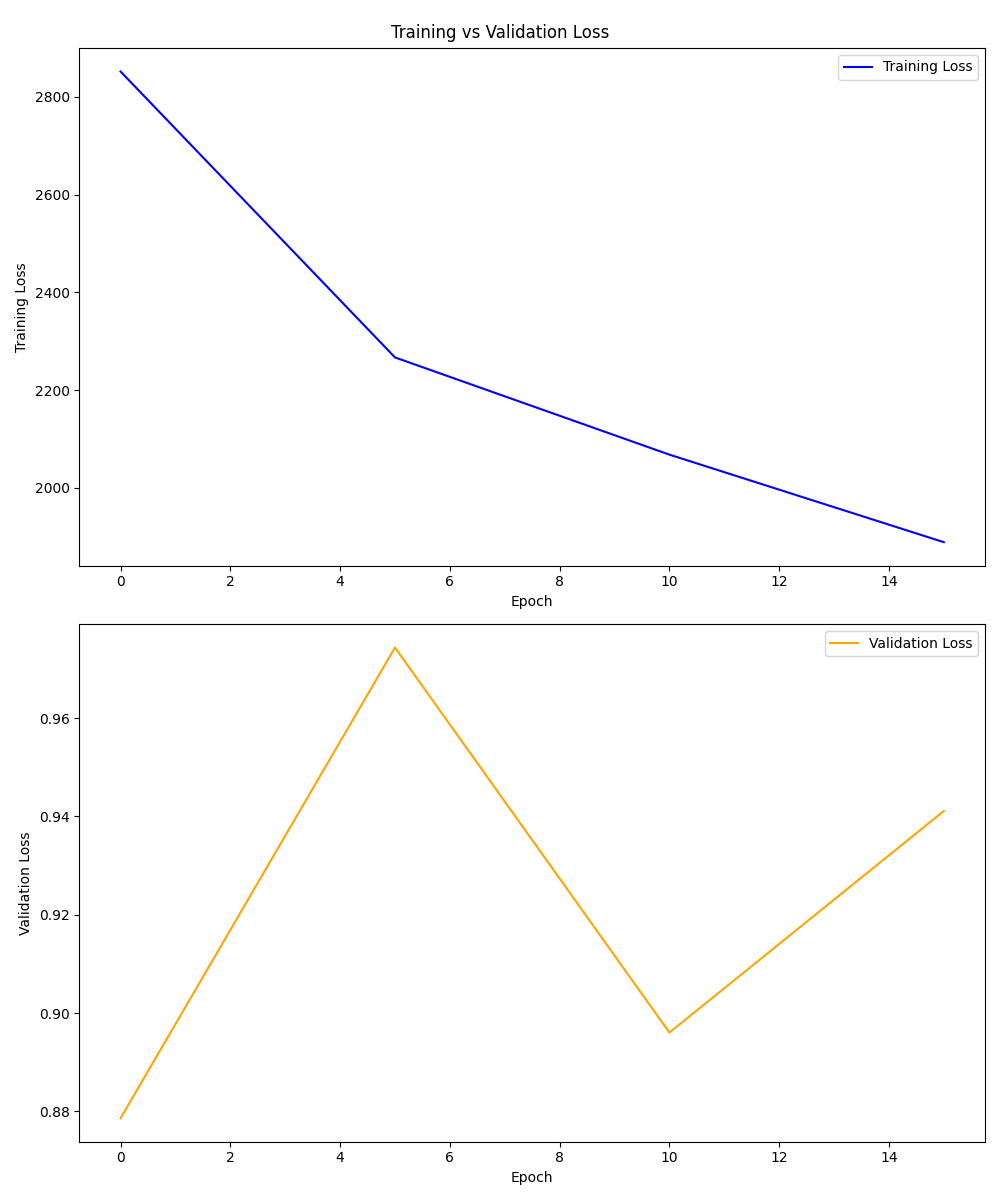 Training vs Validation Loss
Training Loss
2800
2600
2400
2200
2000
Training Loss
0 2 4 6 8 10 12 14
Epoch
Validation Loss
0.96
0.94
0.92
0.90
0.88
Validation Loss
0 2 4 6 8 10 12 14
Epoch